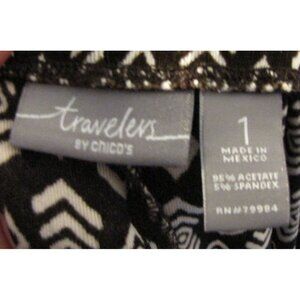 travelers
BY CHICO'S
1
MADE IN
MEXICO
95% ACETATE
5% SPANDEX
RN#79984